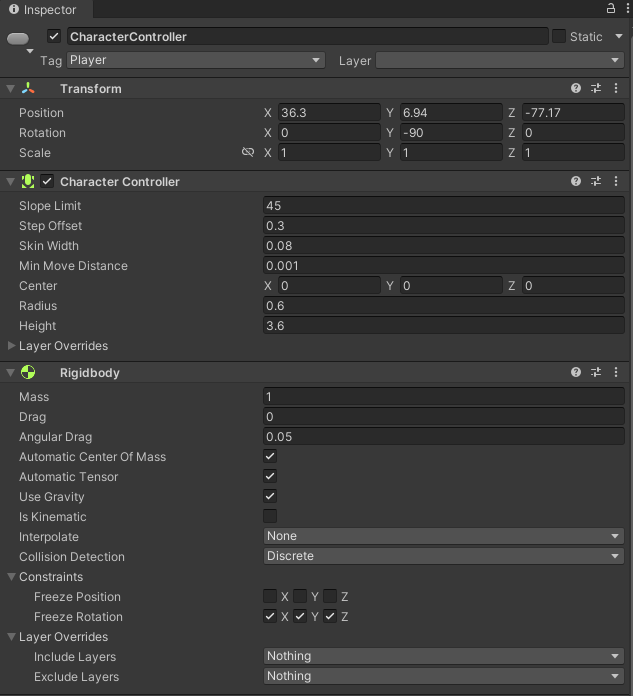 Inspector
CharacterController Static
Tag Player Layer
Transform
Position X 36.3 Y 6.94 Z -77.17
Rotation X 0 Y -90 Z 0
Scale X 1 Y 1 Z 1
Character Controller
Slope Limit 45
Step Offset 0.3
Skin Width 0.08
Min Move Distance 0.001
Center X 0 Y 0 Z 0
Radius 0.6
Height 3.6
Layer Overrides
Rigidbody
Mass 1
Drag 0
Angular Drag 0.05
Automatic Center Of Mass
Automatic Tensor
Use Gravity
Is Kinematic
Interpolate None
Collision Detection Discrete
Constraints
Freeze Position X Y Z
Freeze Rotation X Y Z
Layer Overrides
Include Layers Nothing
Exclude Layers Nothing